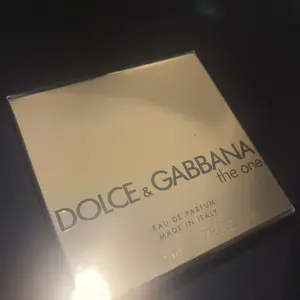 DOLCE & GABBANA
the one
EAU DE PARFUM
MADE IN ITALY